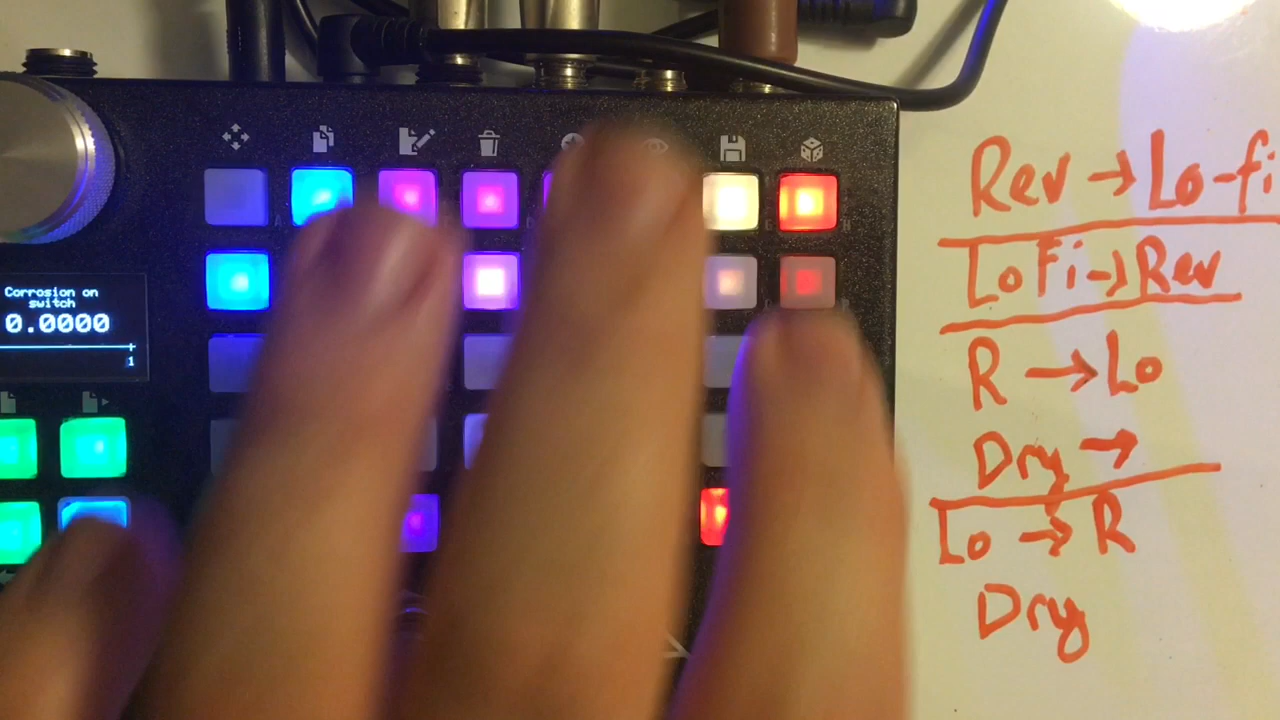 Corrosion on
switch
0.0000
1
Rev → Lo-fi
LoFi → Rev
R → Lo
Dry →
Lo → R
Dry